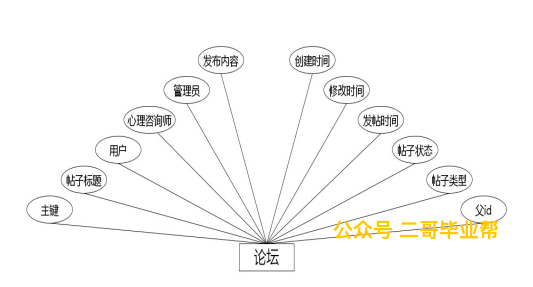 发布内容
创建时间
管理员
修改时间
心理咨询师
发帖时间
用户
帖子状态
帖子标题
帖子类型
主键
父id
公众号 二哥毕业帮
论坛